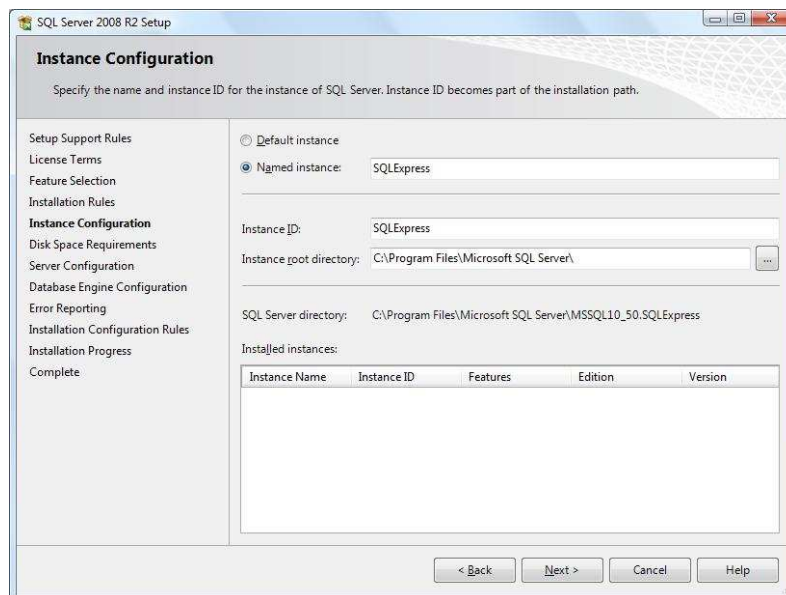 SQL Server 2008 R2 Setup
Instance Configuration
Specify the name and instance ID for the instance of SQL Server. Instance ID becomes part of the installation path.
Setup Support Rules
License Terms
Feature Selection
Installation Rules
Instance Configuration
Disk Space Requirements
Server Configuration
Database Engine Configuration
Error Reporting
Installation Configuration Rules
Installation Progress
Complete
Default instance
Named instance: SQLExpress
Instance ID: SQLExpress
Instance root directory: C:\Program Files\Microsoft SQL Server\ ...
SQL Server directory: C:\Program Files\Microsoft SQL Server\MSSQL10_50.SQLExpress
Installed instances:
Instance Name Instance ID Features Edition Version
< Back Next > Cancel Help